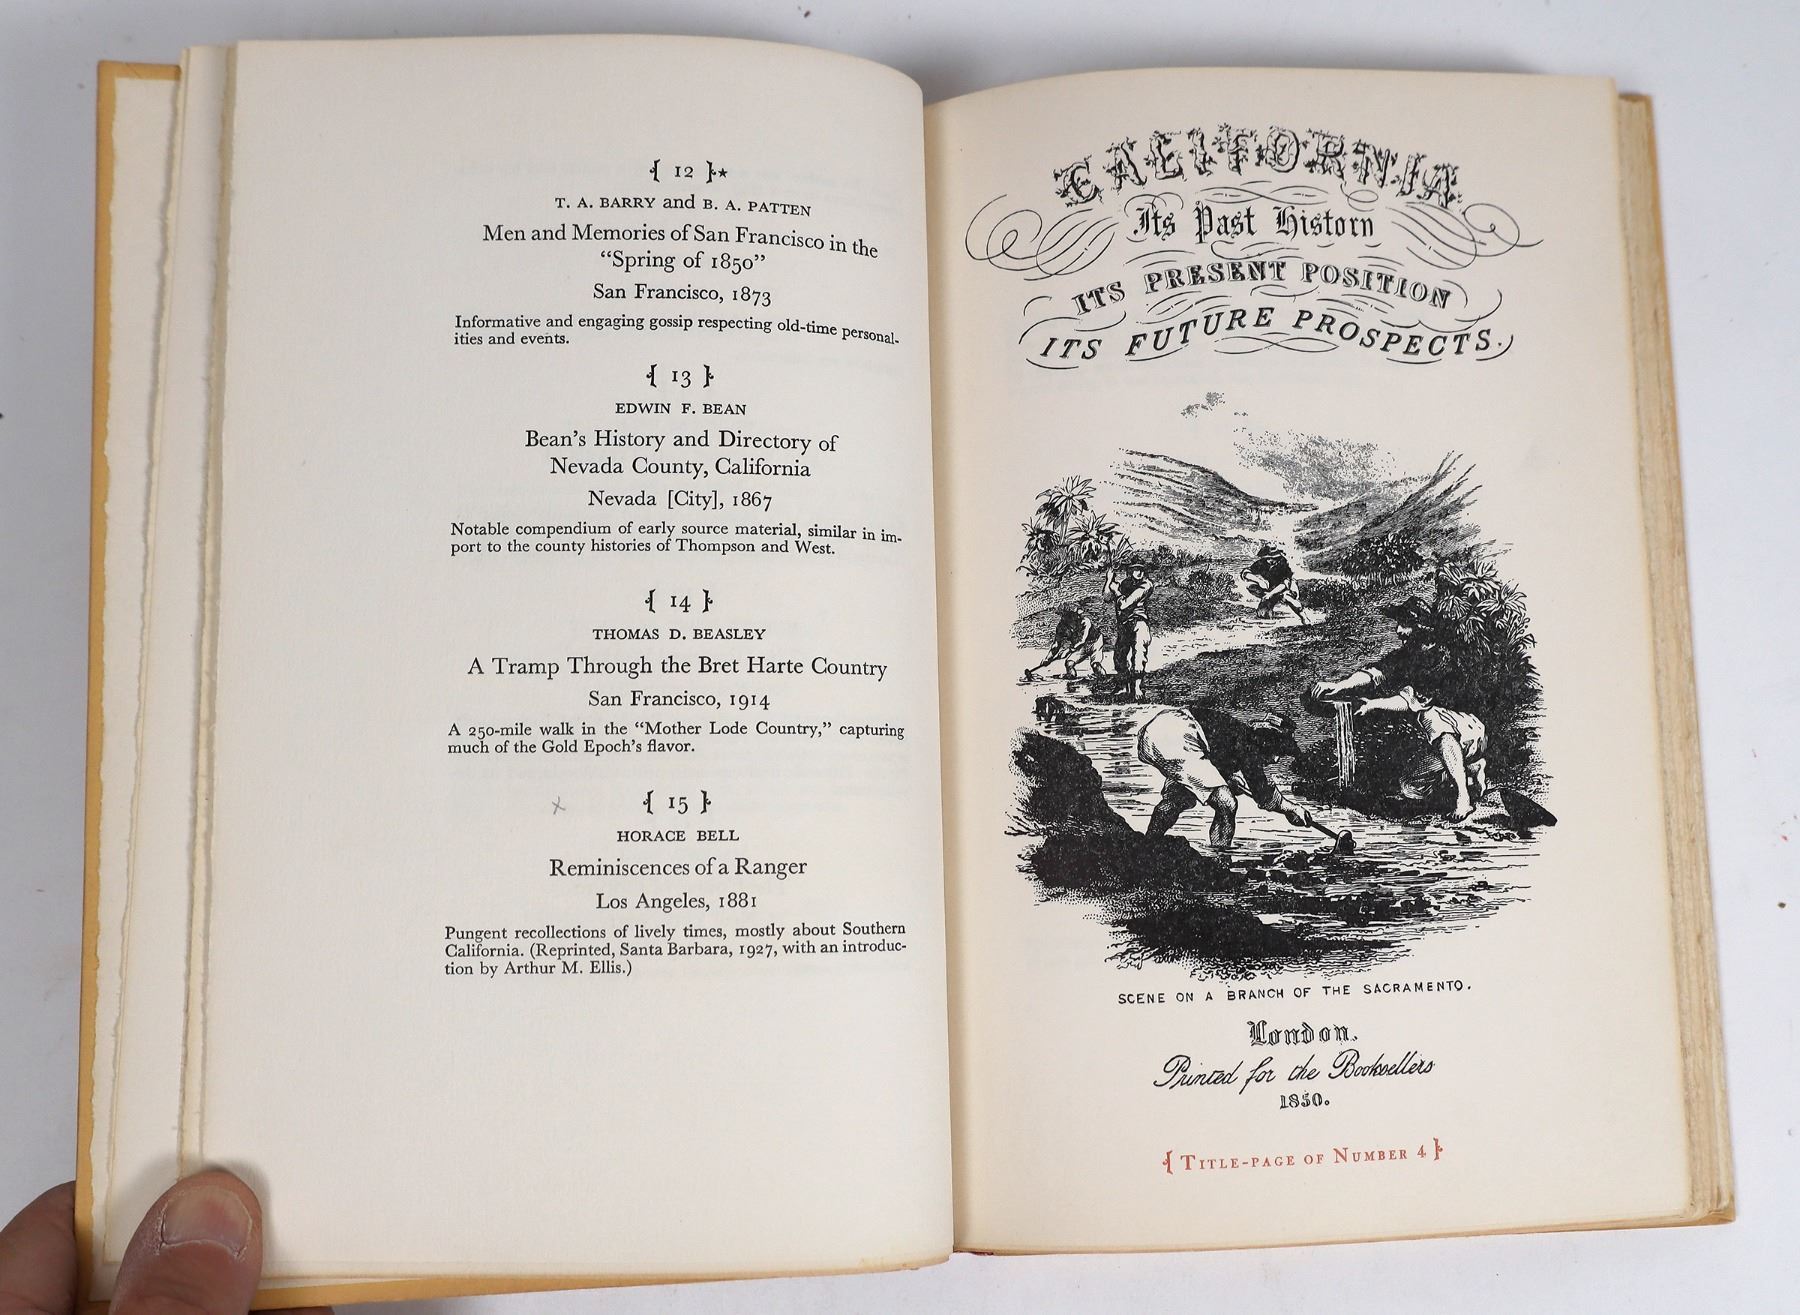 { 12 }★
T. A. BARRY and B. A. PATTEN
Men and Memories of San Francisco in the
“Spring of 1850”
San Francisco, 1873
Informative and engaging gossip respecting old-time personal-
ities and events.
{ 13 }
EDWIN F. BEAN
Bean’s History and Directory of
Nevada County, California
Nevada [City], 1867
Notable compendium of early source material, similar in im-
port to the county histories of Thompson and West.
{ 14 }
THOMAS D. BEASLEY
A Tramp Through the Bret Harte Country
San Francisco, 1914
A 250-mile walk in the “Mother Lode Country,” capturing
much of the Gold Epoch’s flavor.
x { 15 }
HORACE BELL
Reminiscences of a Ranger
Los Angeles, 1881
Pungent recollections of lively times, mostly about Southern
California. (Reprinted, Santa Barbara, 1927, with an introduc-
tion by Arthur M. Ellis.)
CALIFORNIA
Its Past History
ITS PRESENT POSITION
ITS FUTURE PROSPECTS.
SCENE ON A BRANCH OF THE SACRAMENTO.
London.
Printed for the Booksellers
1850.
{ TITLE-PAGE OF NUMBER 4 }